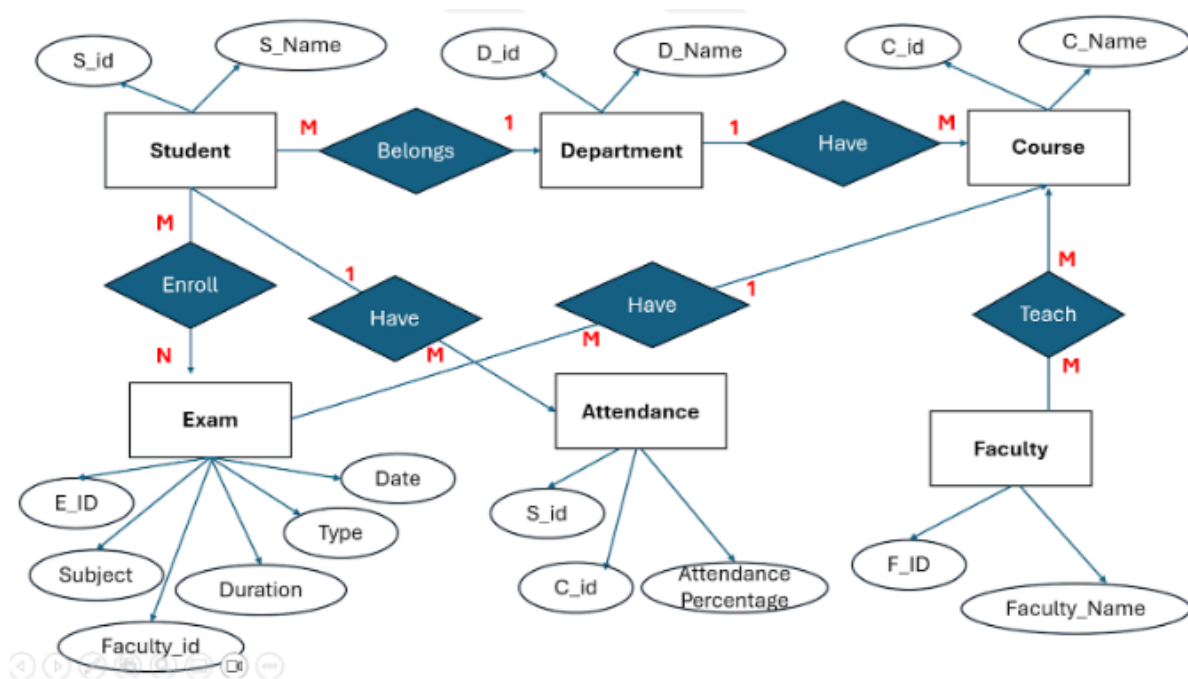 S_id
S_Name
D_id
D_Name
C_id
C_Name
Student
M
Belongs
1
Department
1
Have
M
Course
M
Enroll
N
1
Have
M
Have
1
M
M
Teach
M
Exam
Attendance
Faculty
E_ID
Subject
Faculty_id
Duration
Type
Date
S_id
C_id
Attendance
Percentage
F_ID
Faculty_Name